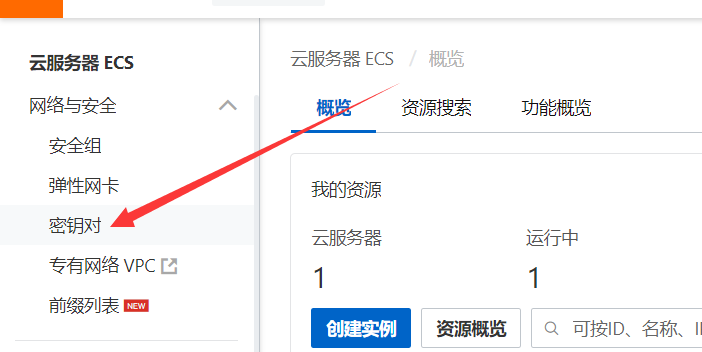 云服务器 ECS
网络与安全
安全组
弹性网卡
密钥对
专有网络 VPC
前缀列表 NEW
云服务器 ECS / 概览
概览 资源搜索 功能概览
我的资源
云服务器 运行中
1 1
创建实例 资源概览 可按ID、名称、